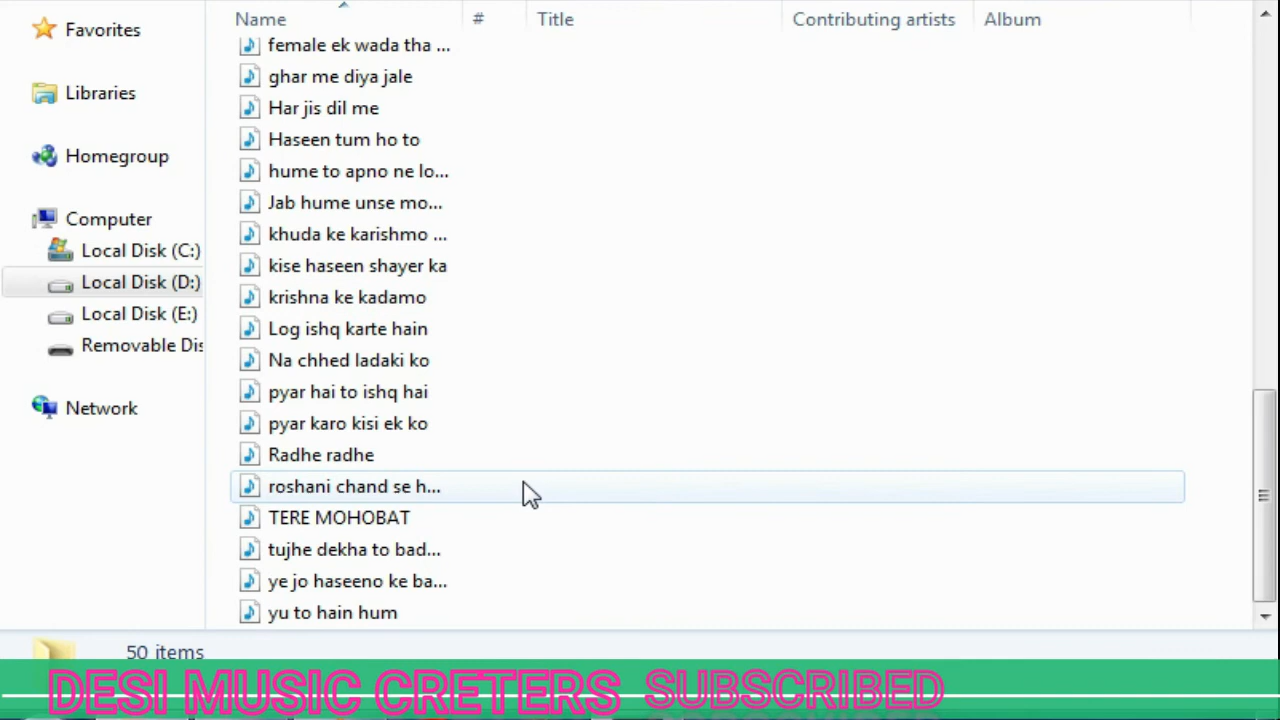 Name # Title Contributing artists Album
Favorites
Libraries
Homegroup
Computer
Local Disk (C:)
Local Disk (D:)
Local Disk (E:)
Removable Dis
Network
female ek wada tha ...
ghar me diya jale
Har jis dil me
Haseen tum ho to
hume to apno ne lo...
Jab hume unse mo...
khuda ke karishmo ...
kise haseen shayer ka
krishna ke kadamo
Log ishq karte hain
Na chhed ladaki ko
pyar hai to ishq hai
pyar karo kisi ek ko
Radhe radhe
roshani chand se h...
TERE MOHOBAT
tujhe dekha to bad...
ye jo haseeno ke ba...
yu to hain hum
50 items
DESI MUSIC CRETERS SUBSCRIBED